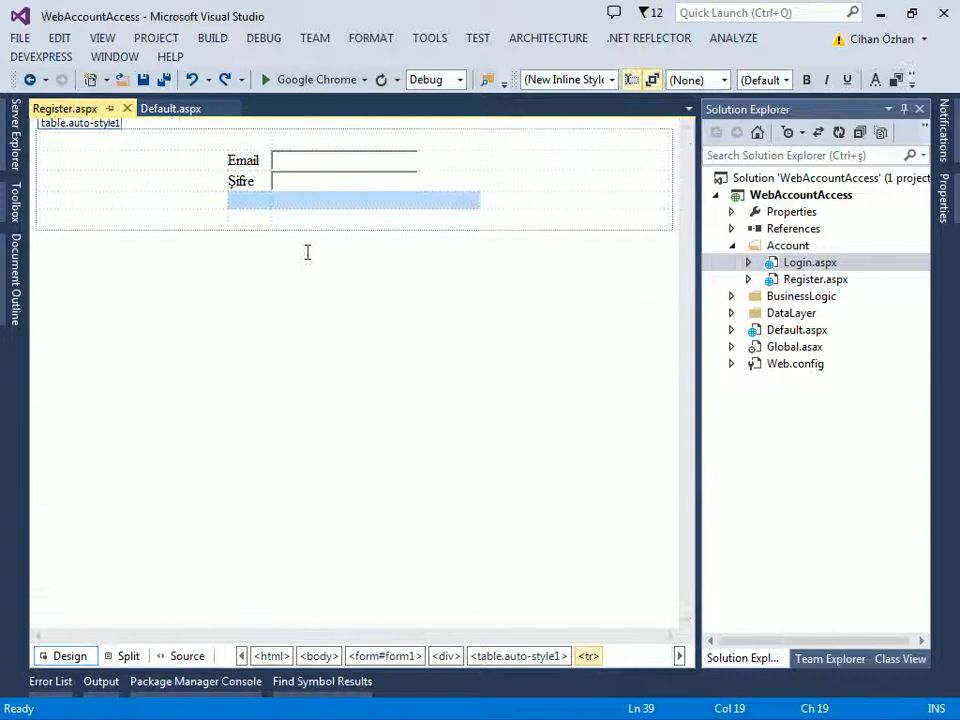 WebAccountAccess - Microsoft Visual Studio
12
Quick Launch (Ctrl+Q)
FILE EDIT VIEW PROJECT BUILD DEBUG TEAM FORMAT TOOLS TEST ARCHITECTURE .NET REFLECTOR ANALYZE
Cihan Özhan
DEVEXPRESS WINDOW HELP
Google Chrome
Debug
(New Inline Style
(None)
(Default
B I U A
Server Explorer
Toolbox
Document Outline
Register.aspx
Default.aspx
table.auto-style1
Email
Şifre
Solution Explorer
Search Solution Explorer (Ctrl+ş)
Solution 'WebAccountAccess' (1 project
WebAccountAccess
Properties
References
Account
Login.aspx
Register.aspx
BusinessLogic
DataLayer
Default.aspx
Global.asax
Web.config
Notifications
Properties
Design
Split
Source
<html> <body> <form#form1> <div> <table.auto-style1> <tr>
Solution Expl... Team Explorer Class View
Error List Output Package Manager Console Find Symbol Results
Ready
Ln 39 Col 19 Ch 19 INS